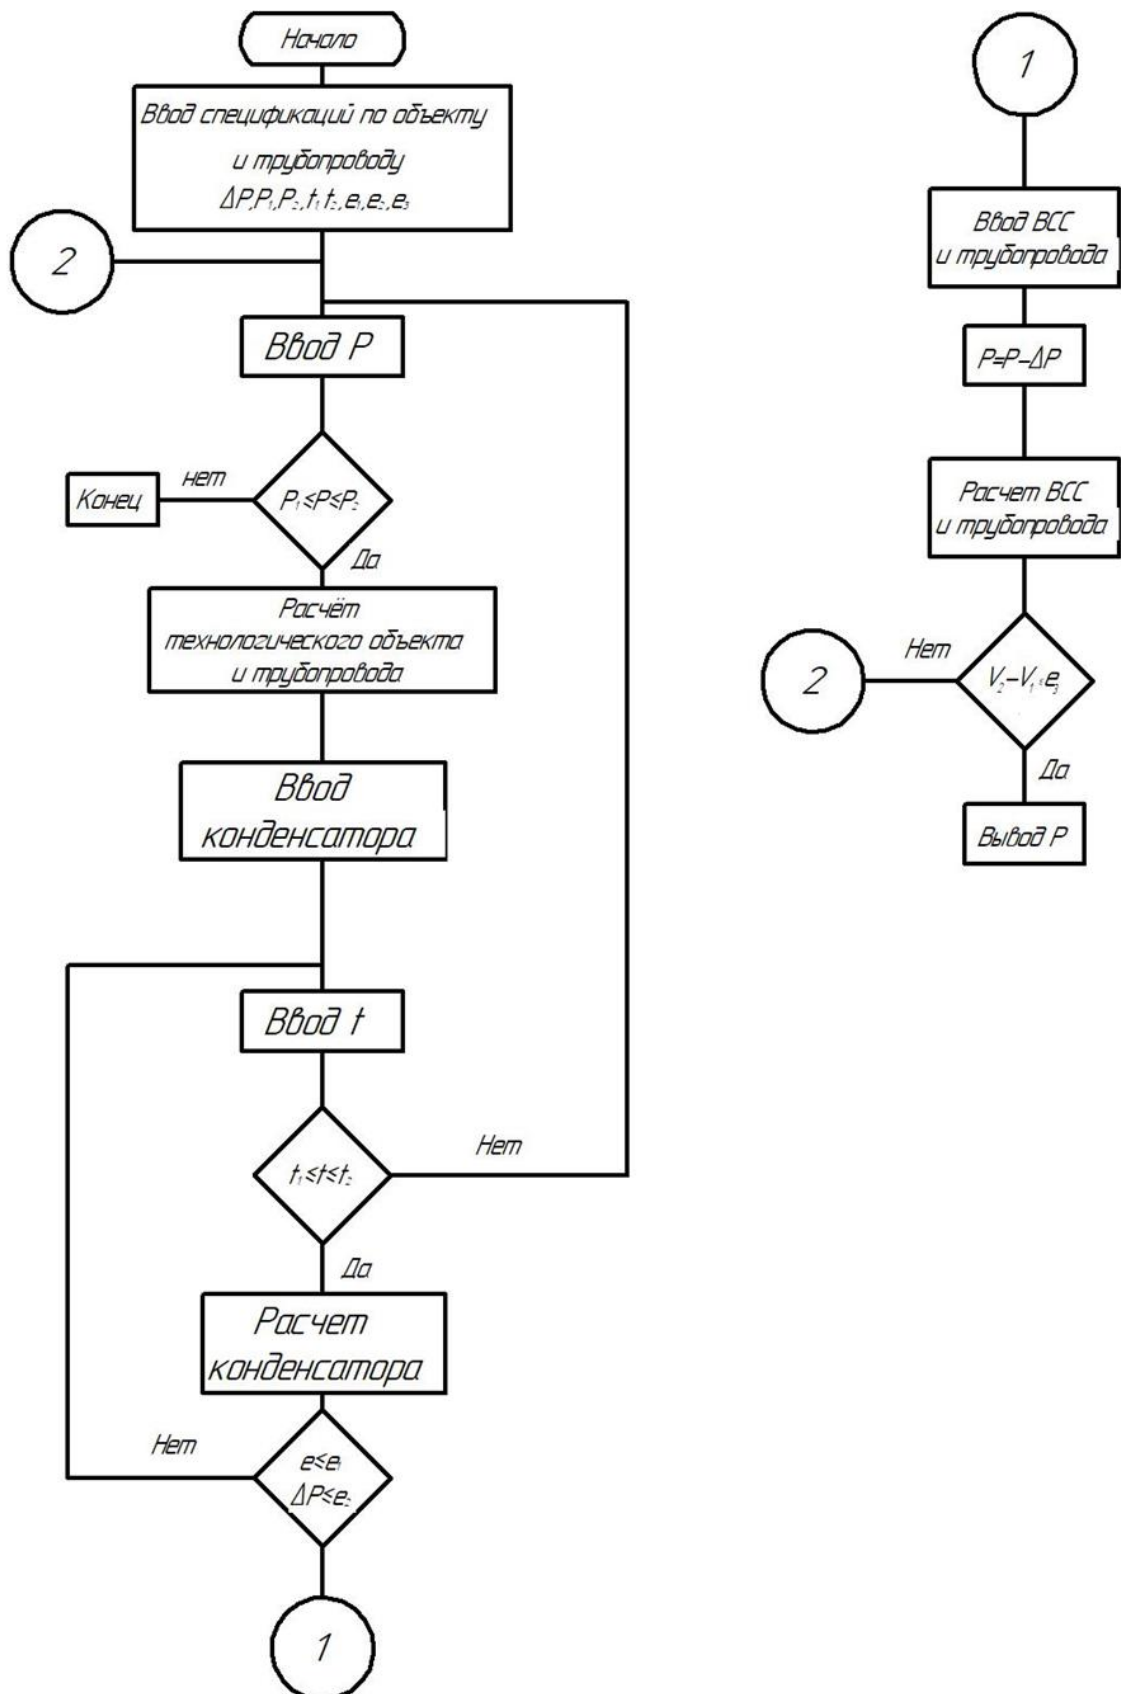 Начало
Ввод спецификаций по объекту
и трубопроводу
ΔP,P₁,P₂,t₁,t₂,e₁,e₂,e₃
2
Ввод P
P₁≤P≤P₂
нет
Конец
Да
Расчёт
технологического объекта
и трубопровода
Ввод
конденсатора
Ввод t
t₁≤t≤t₂
Нет
Да
Расчет
конденсатора
Нет
e≤e₁
ΔP≤e₂
1
1
Ввод ВСС
и трубопровода
P=P-ΔP
Расчет ВСС
и трубопровода
Нет
2
V₂-V₁≤e₃
Да
Вывод P